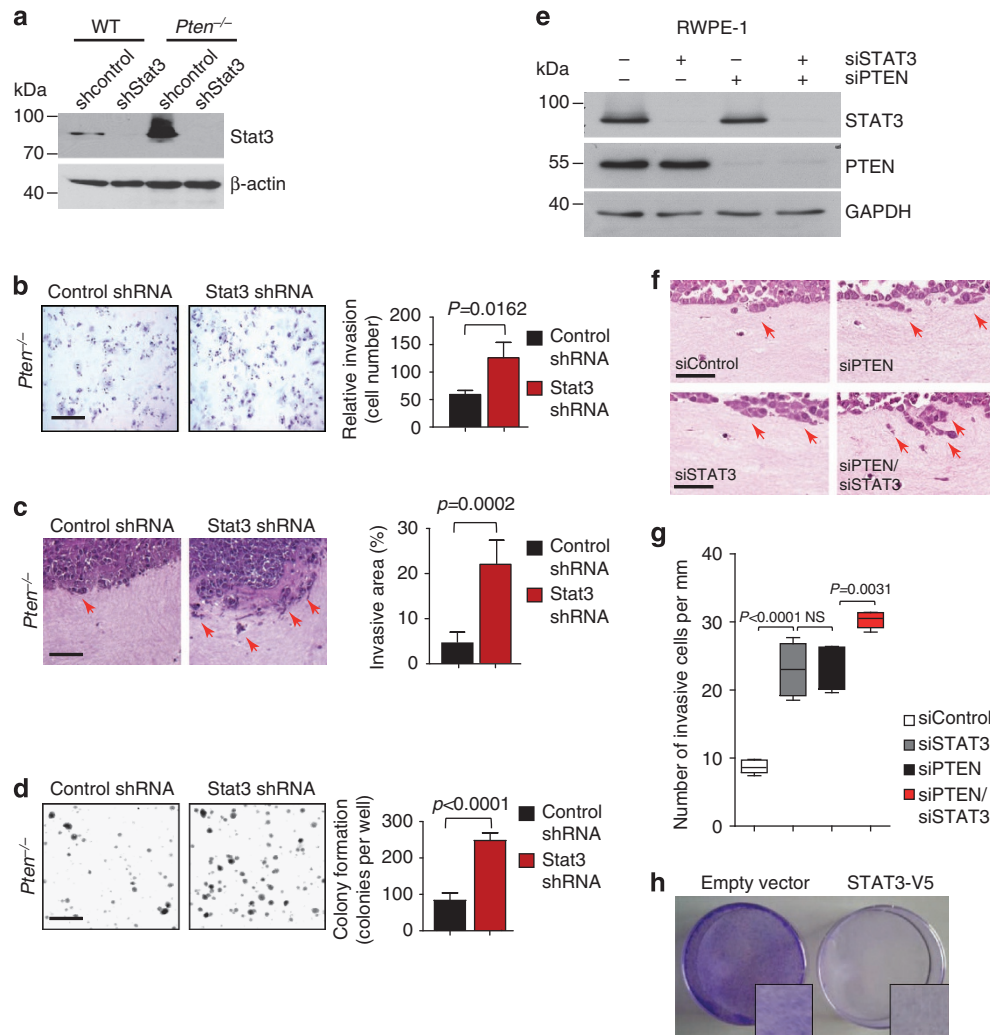 a
WT Pten–/–
kDa
shcontrol shStat3 shcontrol shStat3
100
70
Stat3
40
β-actin
b
Control shRNA Stat3 shRNA
Pten–/–
Relative invasion
(cell number)
200
150
100
50
0
P=0.0162
Control
shRNA
Stat3
shRNA
c
Control shRNA Stat3 shRNA
Pten–/–
Invasive area (%)
30
20
10
0
p=0.0002
Control
shRNA
Stat3
shRNA
d
Control shRNA Stat3 shRNA
Pten–/–
Colony formation
(colonies per well)
300
200
100
0
p<0.0001
Control
shRNA
Stat3
shRNA
e
RWPE-1
– + – + siSTAT3
kDa – – + + siPTEN
100
STAT3
55
PTEN
40
GAPDH
f
siControl
siPTEN
siSTAT3
siPTEN/
siSTAT3
g
Number of invasive cells per mm
40
30
20
10
0
P=0.0031
P<0.0001 NS
siControl
siSTAT3
siPTEN
siPTEN/
siSTAT3
h
Empty vector STAT3-V5